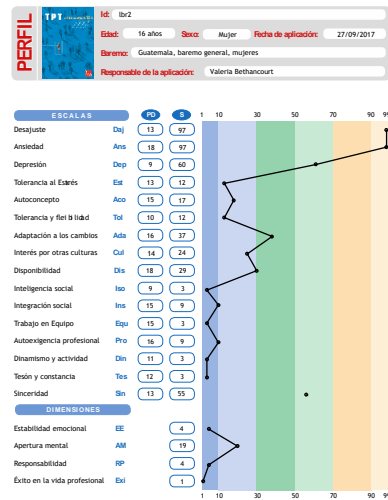 PERFIL
TPT
Id: lbr2
Edad: 16 años Sexo: Mujer Fecha de aplicación: 27/09/2017
Baremo: Guatemala, baremo general, mujeres
Responsable de la aplicación: Valeria Bethancourt
ESCALAS PD S 1 10 30 50 70 90 99
Desajuste Daj 13 97
Ansiedad Ans 18 97
Depresión Dep 9 60
Tolerancia al Estrés Est 13 12
Autoconcepto Aco 15 17
Tolerancia y flexibilidad Tol 10 12
Adaptación a los cambios Ada 16 37
Interés por otras culturas Cul 14 24
Disponibilidad Dis 18 29
Inteligencia social Iso 9 3
Integración social Ins 15 9
Trabajo en Equipo Equ 15 3
Autoexigencia profesional Pro 16 9
Dinamismo y actividad Din 11 3
Tesón y constancia Tes 12 3
Sinceridad Sin 13 55
DIMENSIONES
Estabilidad emocional EE 4
Apertura mental AM 19
Responsabilidad RP 4
Éxito en la vida profesional Exi 1
1 10 30 50 70 90 99